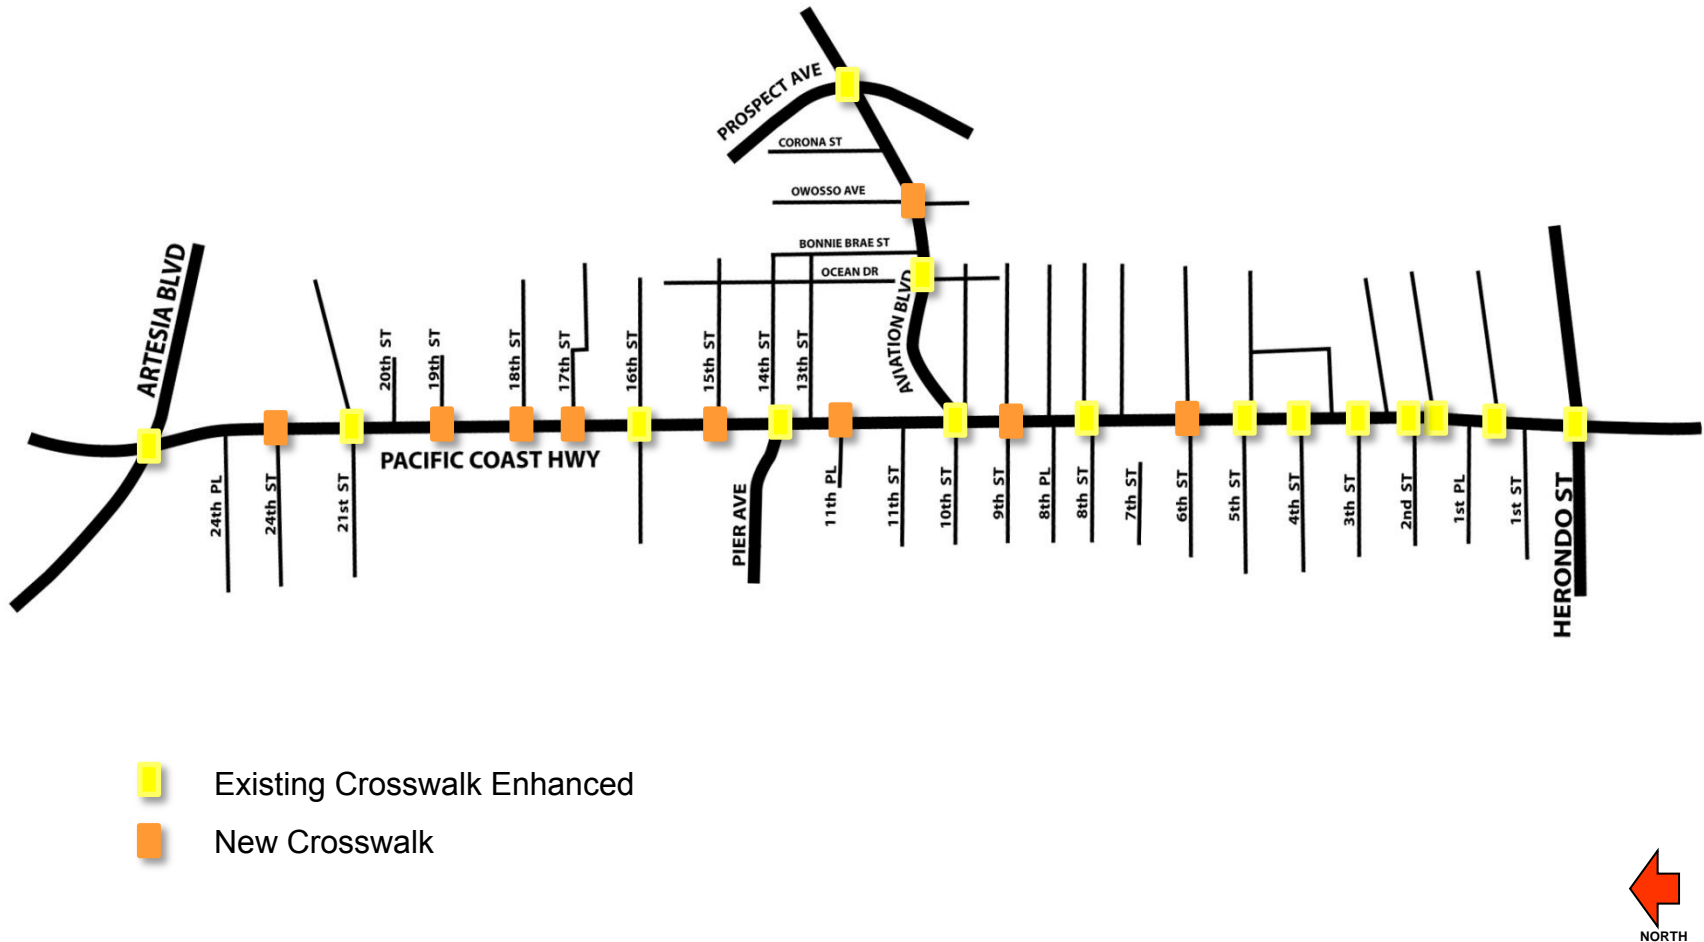 PROSPECT AVE
CORONA ST
OWOSSO AVE
BONNIE BRAE ST
OCEAN DR
ARTESIA BLVD
AVIATION BLVD
20th ST
19th ST
18th ST
17th ST
16th ST
15th ST
14th ST
13th ST
PACIFIC COAST HWY
24th PL
24th ST
21st ST
PIER AVE
11th PL
11th ST
10th ST
9th ST
8th PL
8th ST
7th ST
6th ST
5th ST
4th ST
3th ST
2nd ST
1st PL
1st ST
HERONDO ST
Existing Crosswalk Enhanced
New Crosswalk
NORTH